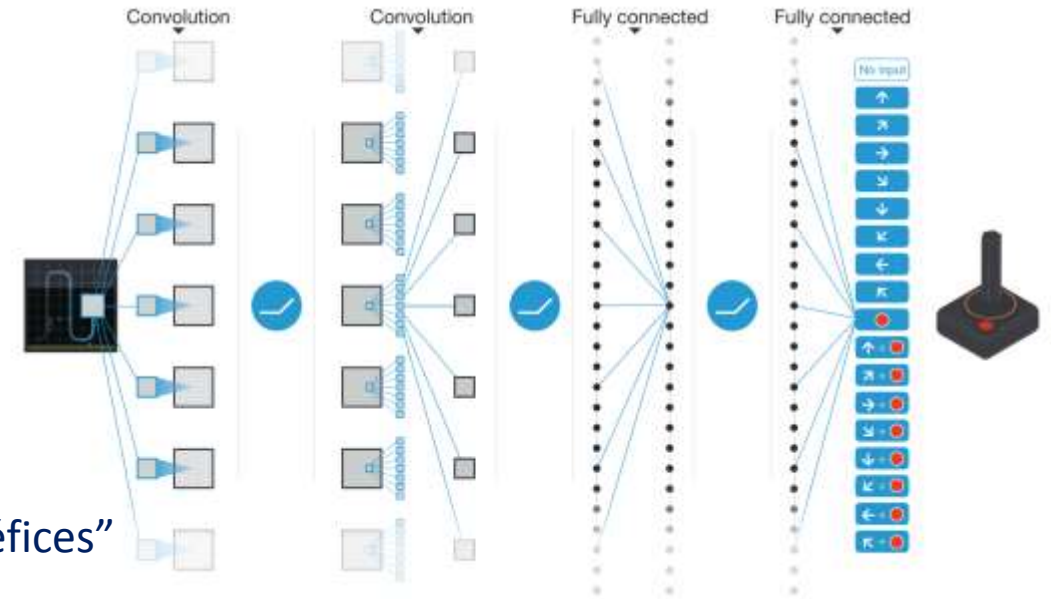 Convolution
Convolution
Fully connected
Fully connected
No input
éfices”